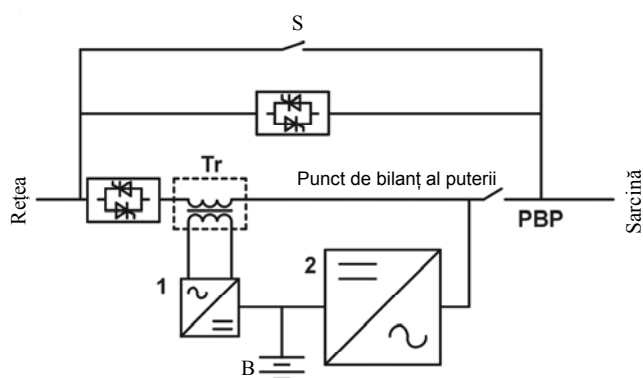 S
Tr
Punct de bilanț al puterii
Rețea
PBP
Sarcină
1
2
B